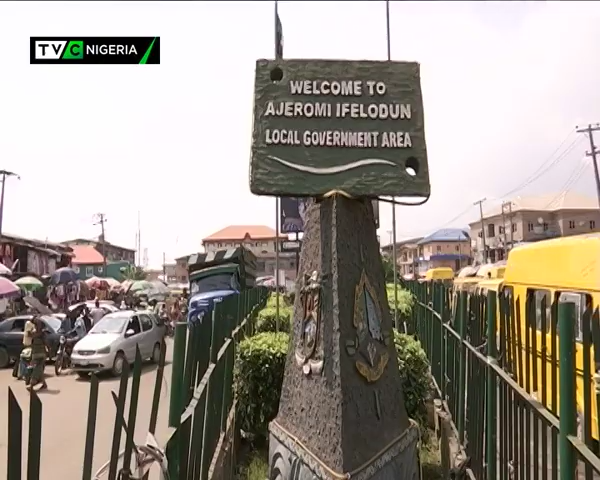 TVC NIGERIA
WELCOME TO
AJEROMI IFELODUN
LOCAL GOVERNMENT AREA